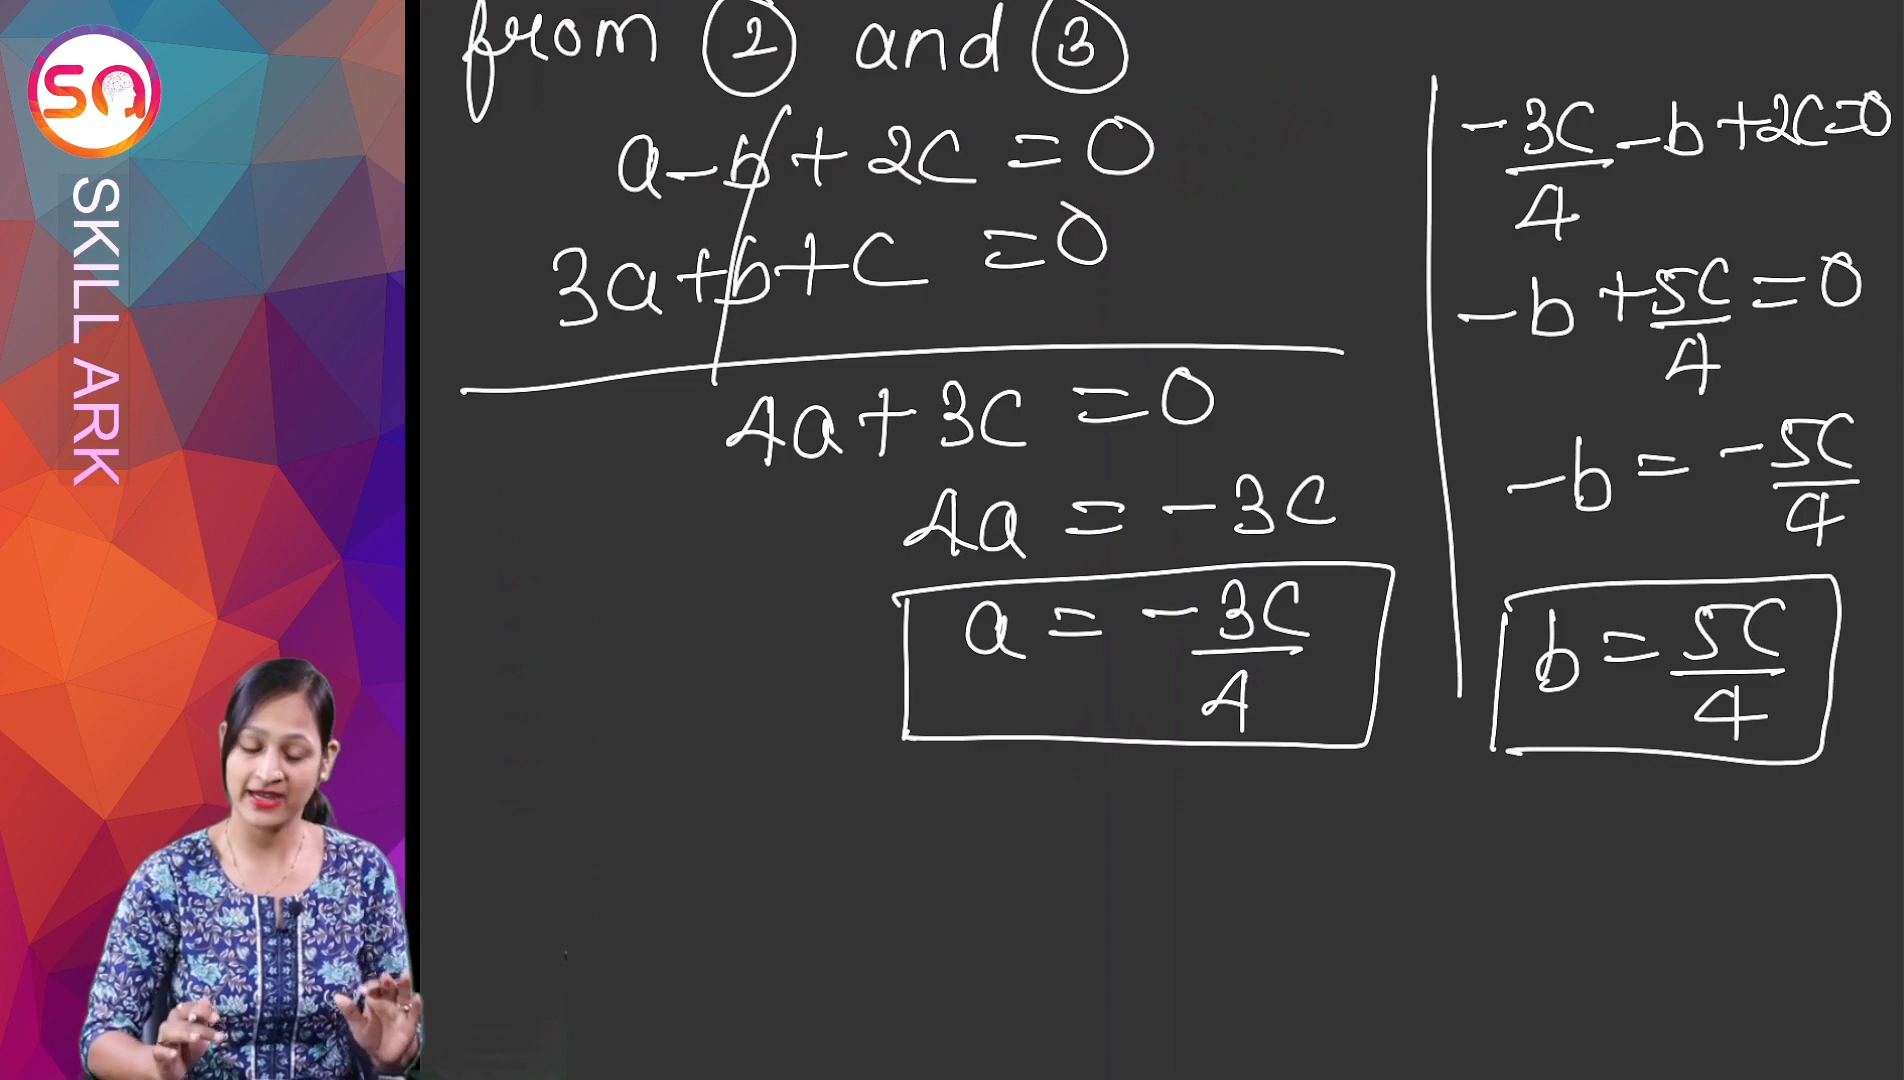 SA
SKILL ARK
from ② and ③
a - b + 2c = 0
3a + b + c = 0
4a + 3c = 0
4a = -3c
a = -3c/4
-3c/4 - b + 2c = 0
-b + 5c/4 = 0
-b = -5c/4
b = 5c/4